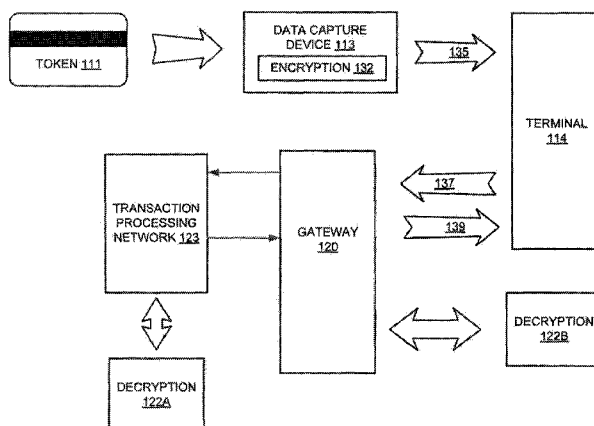 TOKEN 111
DATA CAPTURE
DEVICE 113
ENCRYPTION 132
135
TERMINAL
114
137
139
TRANSACTION
PROCESSING
NETWORK 123
GATEWAY
120
DECRYPTION
122A
DECRYPTION
122B